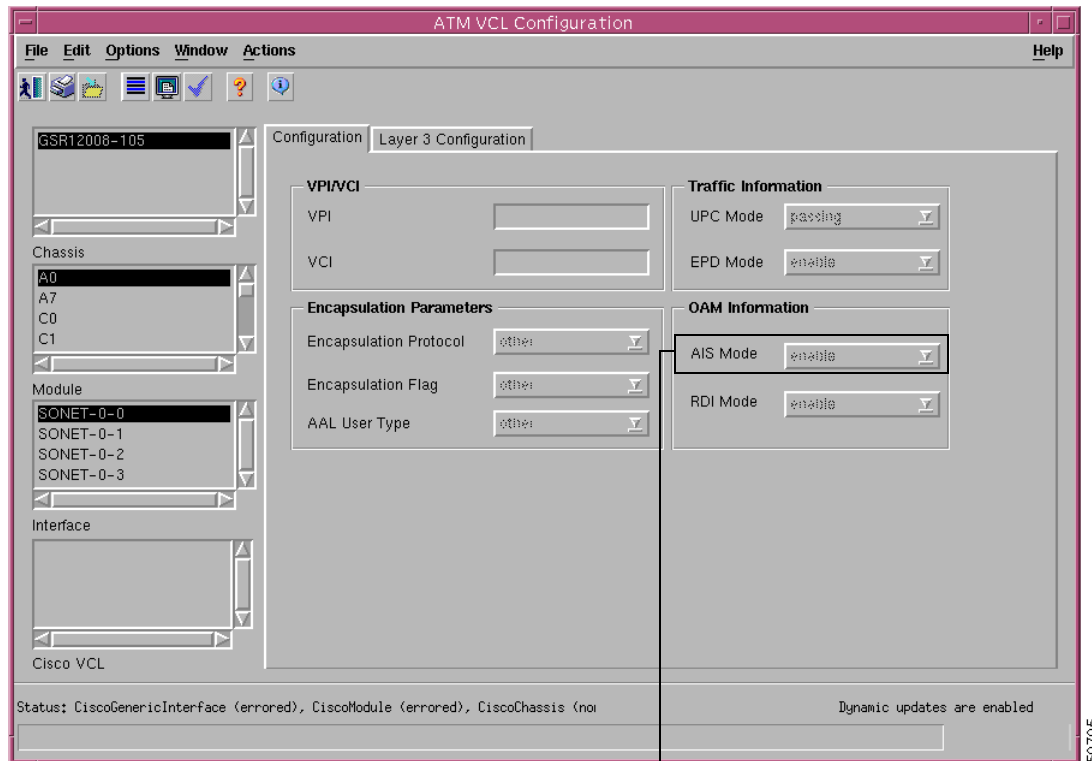 ATM VCL Configuration
File Edit Options Window Actions Help
GSR12008-105
Chassis
A0
A7
C0
C1
Module
SONET-0-0
SONET-0-1
SONET-0-2
SONET-0-3
Interface
Cisco VCL
Configuration Layer 3 Configuration
VPI/VCI
VPI
VCI
Traffic Information
UPC Mode passing
EPD Mode enable
Encapsulation Parameters
Encapsulation Protocol other
Encapsulation Flag other
AAL User Type other
OAM Information
AIS Mode enable
RDI Mode enable
Status: CiscoGenericInterface (errored), CiscoModule (errored), CiscoChassis (nor
Dynamic updates are enabled